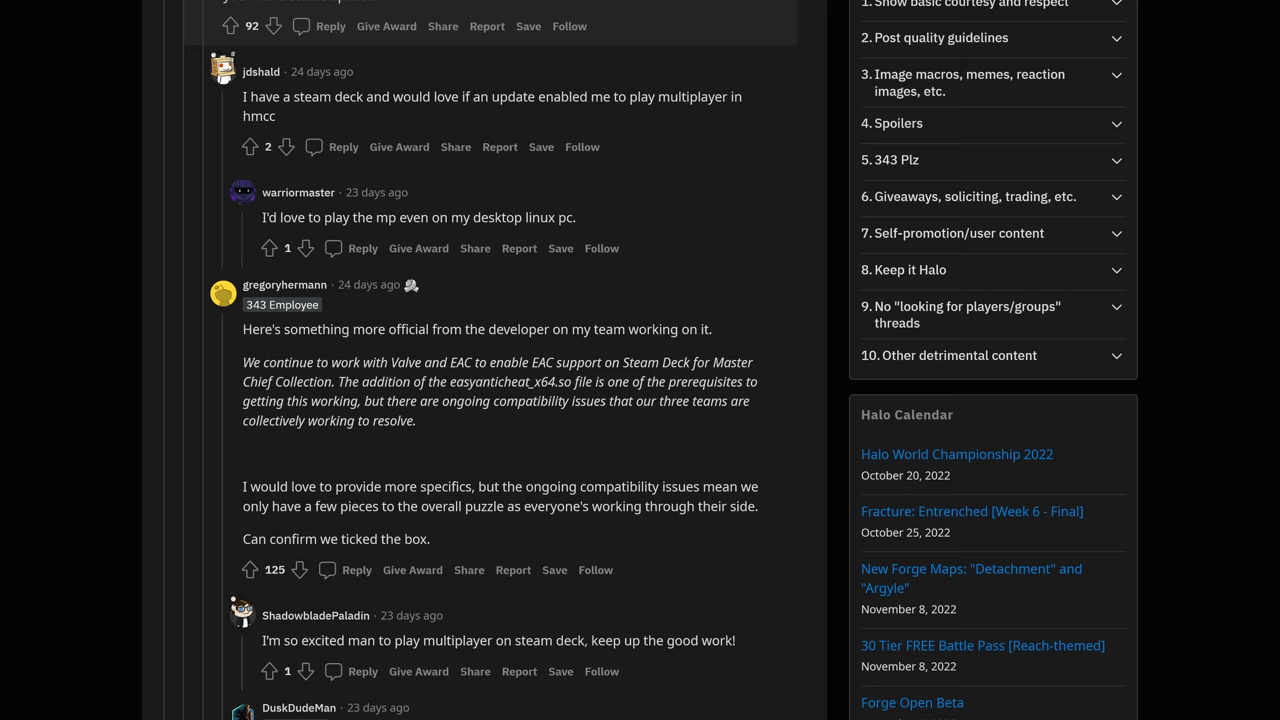 92 Reply Give Award Share Report Save Follow
jdshald · 24 days ago
I have a steam deck and would love if an update enabled me to play multiplayer in
hmcc
2 Reply Give Award Share Report Save Follow
warriormaster · 23 days ago
I'd love to play the mp even on my desktop linux pc.
1 Reply Give Award Share Report Save Follow
gregoryhermann · 24 days ago
343 Employee
Here's something more official from the developer on my team working on it.
We continue to work with Valve and EAC to enable EAC support on Steam Deck for Master
Chief Collection. The addition of the easyanticheat_x64.so file is one of the prerequisites to
getting this working, but there are ongoing compatibility issues that our three teams are
collectively working to resolve.
I would love to provide more specifics, but the ongoing compatibility issues mean we
only have a few pieces to the overall puzzle as everyone's working through their side.
Can confirm we ticked the box.
125 Reply Give Award Share Report Save Follow
ShadowbladePaladin · 23 days ago
I'm so excited man to play multiplayer on steam deck, keep up the good work!
1 Reply Give Award Share Report Save Follow
DuskDudeMan · 23 days ago
1. Show basic courtesy and respect
2. Post quality guidelines
3. Image macros, memes, reaction
images, etc.
4. Spoilers
5. 343 Plz
6. Giveaways, soliciting, trading, etc.
7. Self-promotion/user content
8. Keep it Halo
9. No "looking for players/groups"
threads
10. Other detrimental content
Halo Calendar
Halo World Championship 2022
October 20, 2022
Fracture: Entrenched [Week 6 - Final]
October 25, 2022
New Forge Maps: "Detachment" and
"Argyle"
November 8, 2022
30 Tier FREE Battle Pass [Reach-themed]
November 8, 2022
Forge Open Beta